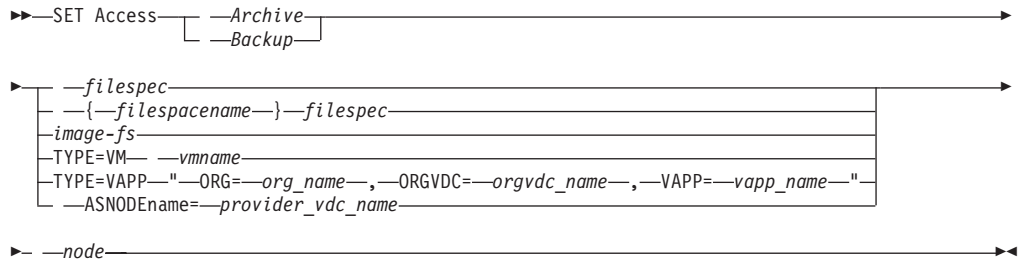 SET Access Archive
Backup
filespec
{ filespacename } filespec
image-fs
TYPE=VM vmname
TYPE=VAPP " ORG= org_name , ORGVDC= orgvdc_name , VAPP= vapp_name "
ASNODEname= provider_vdc_name
node